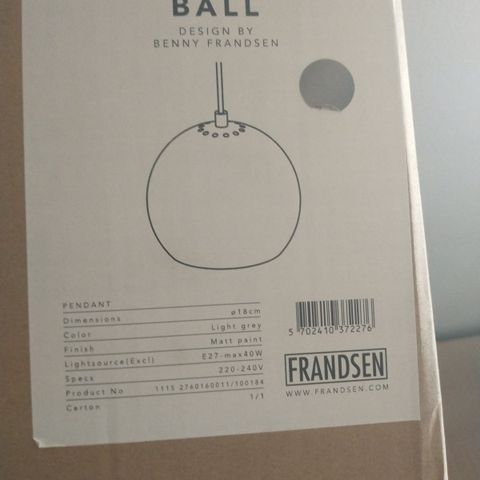 BALL
DESIGN BY
BENNY FRANDSEN
PENDANT
Dimensions ø18cm
Color Light grey
Finish Matt paint
Lightsource(Excl) E27-max40W
Specs 220-240V
Product No 1115 2760160011/100184
Carton 1/1
5 702410 372276
FRANDSEN
WWW.FRANDSEN.COM